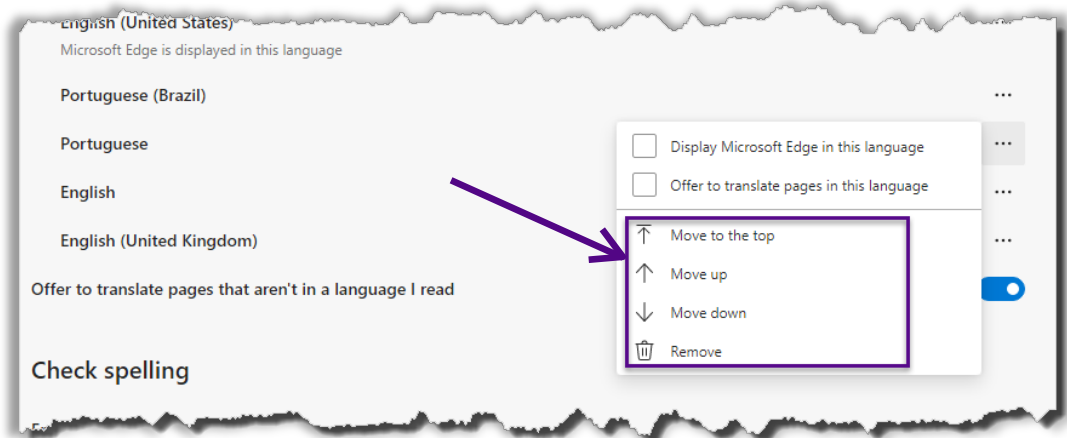 English (United States)
Microsoft Edge is displayed in this language
Portuguese (Brazil)
Portuguese
Display Microsoft Edge in this language
English
Offer to translate pages in this language
English (United Kingdom)
Move to the top
Move up
Offer to translate pages that aren't in a language I read
Move down
Remove
Check spelling